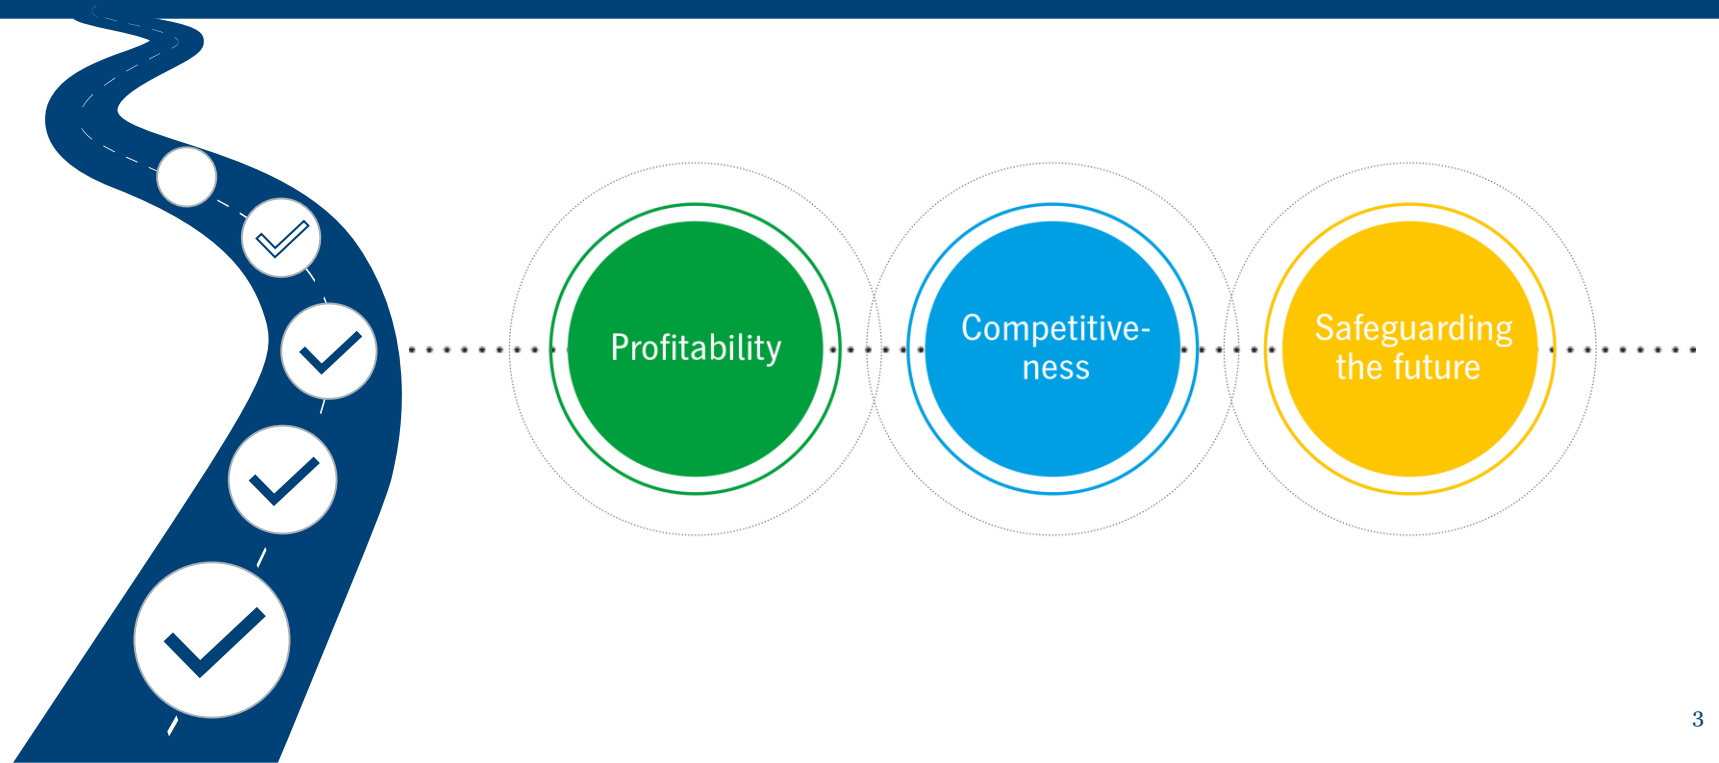 Profitability
Competitive-
ness
Safeguarding
the future
3